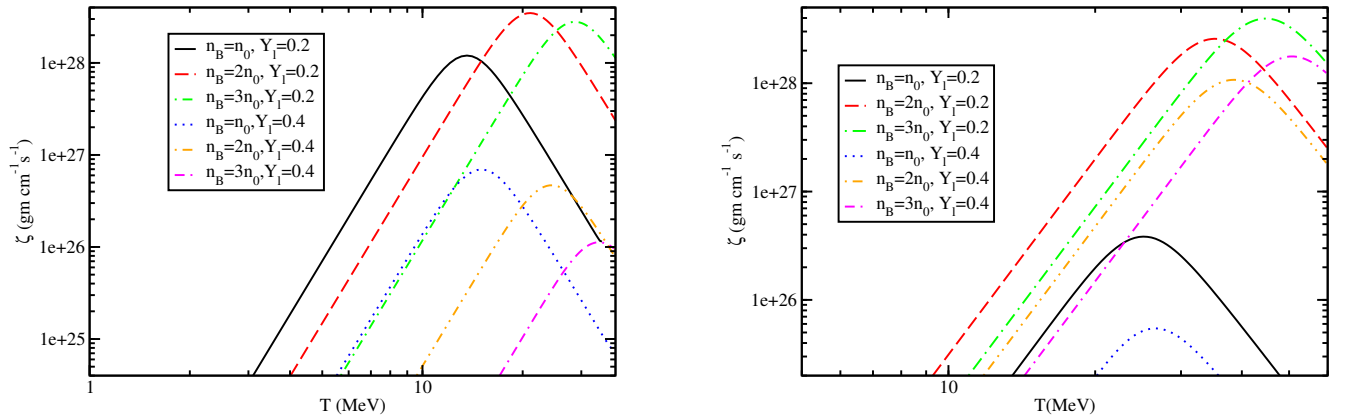 n_B=n_0, Y_l=0.2
n_B=2n_0, Y_l=0.2
n_B=3n_0,Y_l=0.2
n_B=n_0,Y_l=0.4
n_B=2n_0,Y_l=0.4
n_B=3n_0,Y_l=0.4
1e+28
1e+27
1e+26
1e+25
ζ (gm cm^-1 s^-1)
1 10
T (MeV)
n_B=n_0, Y_l=0.2
n_B=2n_0, Y_l=0.2
n_B=3n_0, Y_l=0.2
n_B=n_0, Y_l=0.4
n_B=2n_0, Y_l=0.4
n_B=3n_0, Y_l=0.4
1e+28
1e+27
1e+26
ζ (gm cm^-1 s^-1)
10
T(MeV)